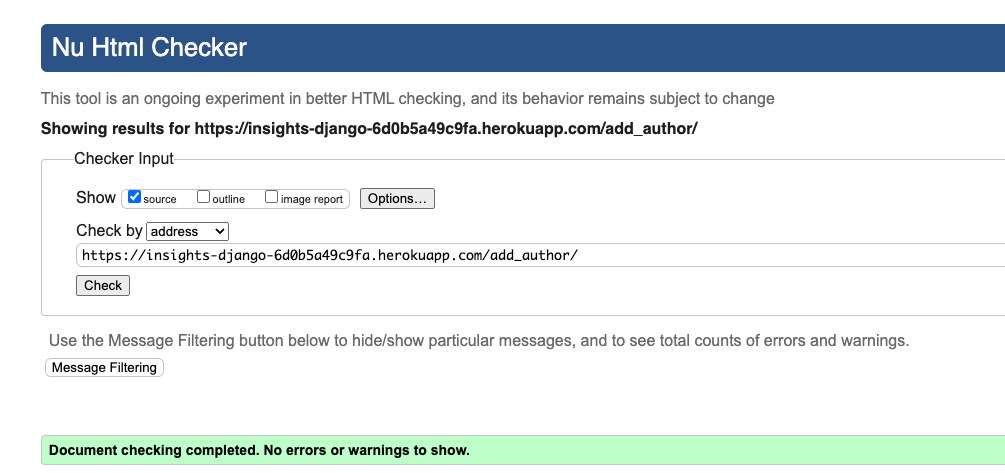 Nu Html Checker
This tool is an ongoing experiment in better HTML checking, and its behavior remains subject to change
Showing results for https://insights-django-6d0b5a49c9fa.herokuapp.com/add_author/
Checker Input
Show source outline image report Options...
Check by address
https://insights-django-6d0b5a49c9fa.herokuapp.com/add_author/
Check
Use the Message Filtering button below to hide/show particular messages, and to see total counts of errors and warnings.
Message Filtering
Document checking completed. No errors or warnings to show.